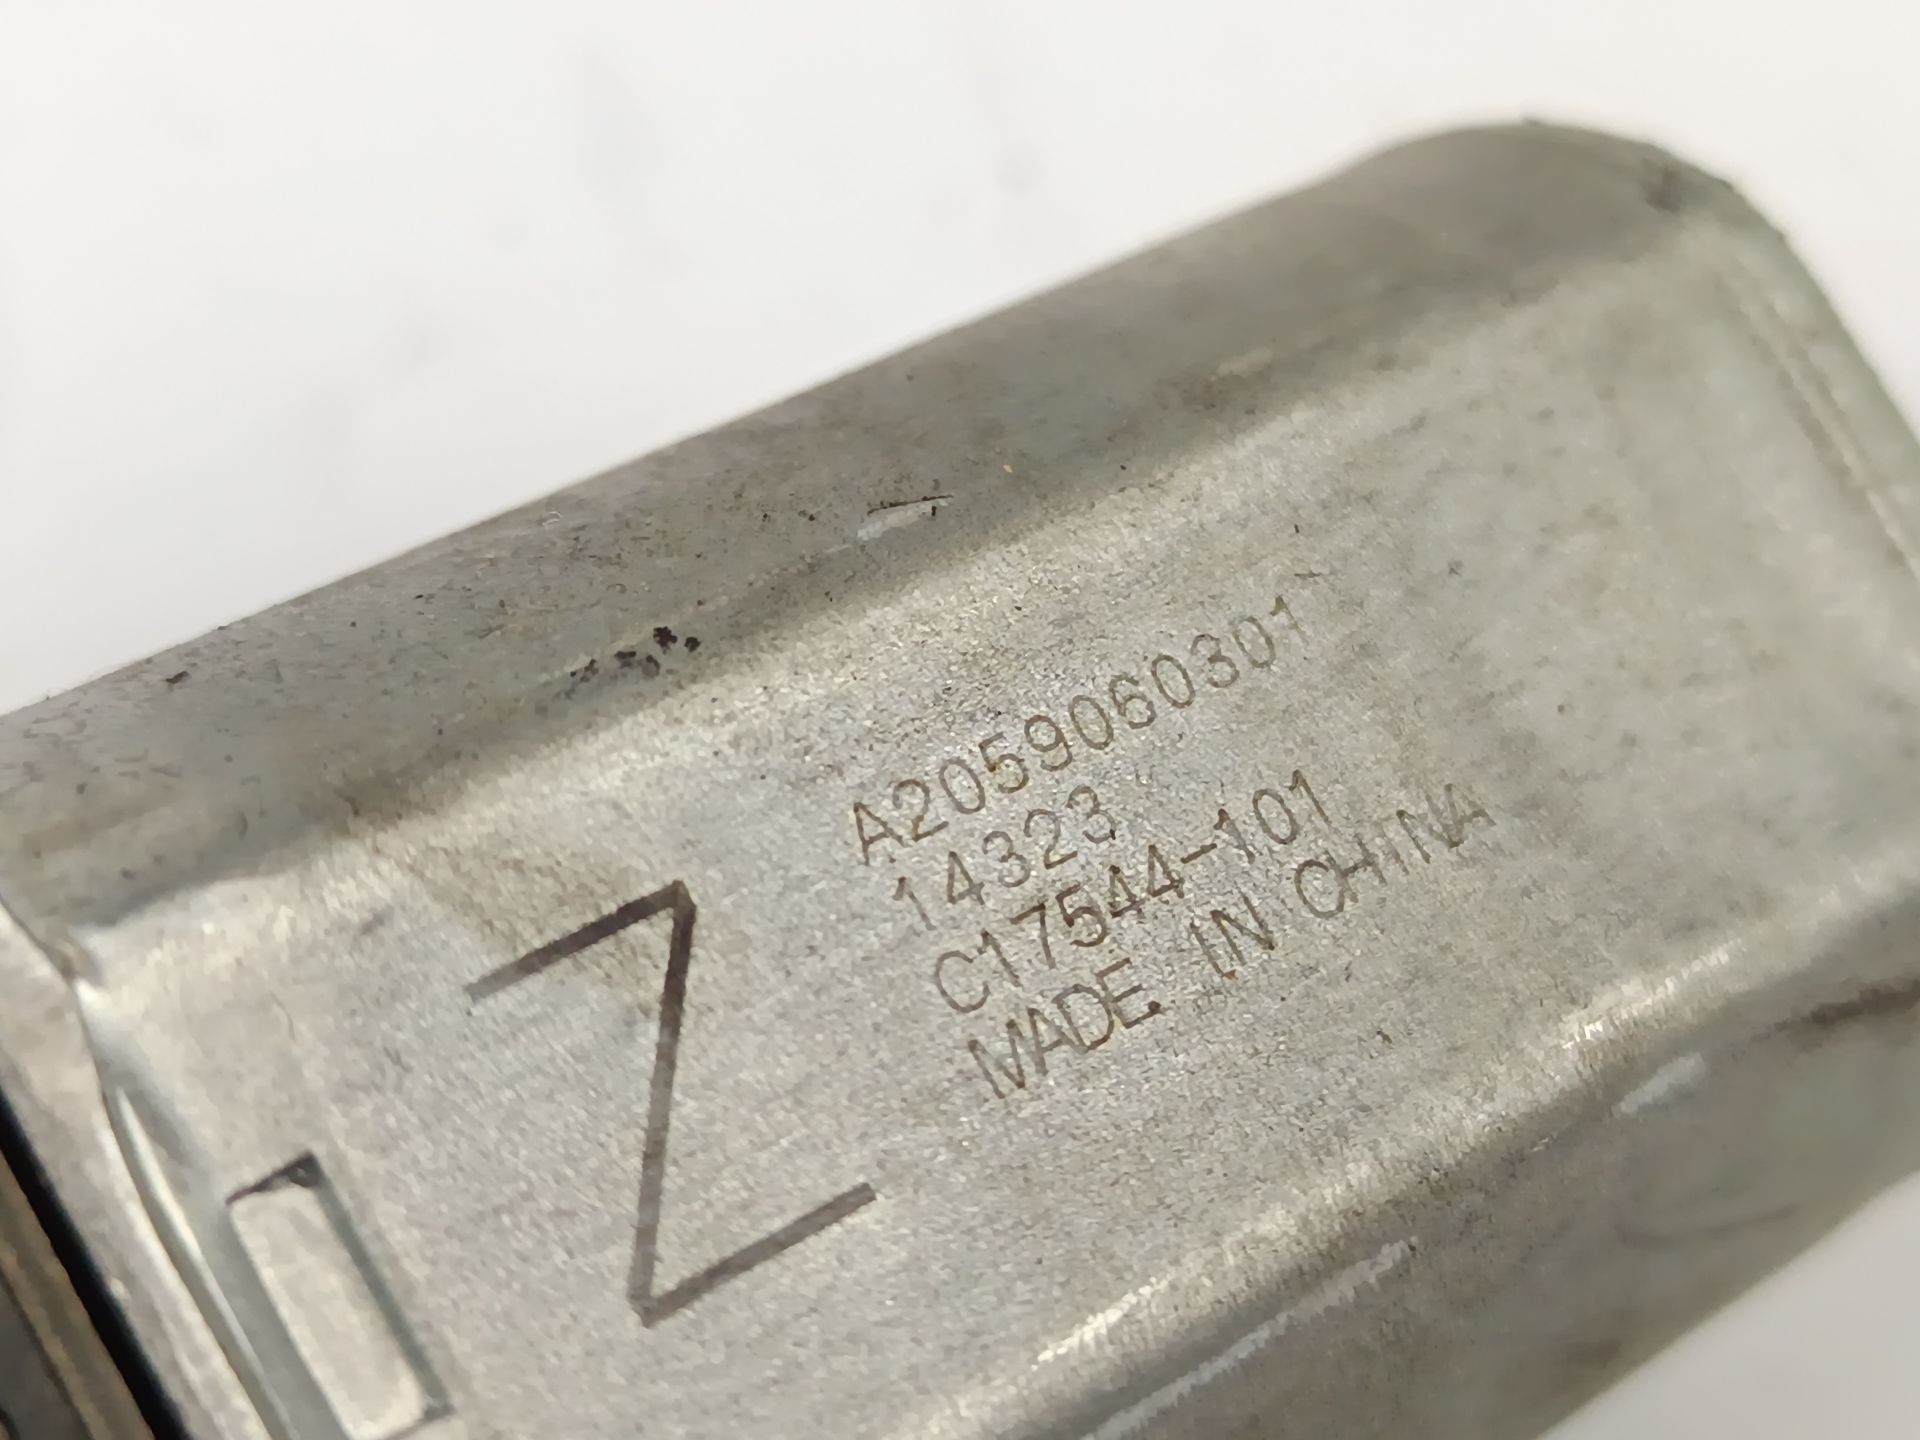 A2059060301
14323
C17544-101
MADE IN CHINA
Z